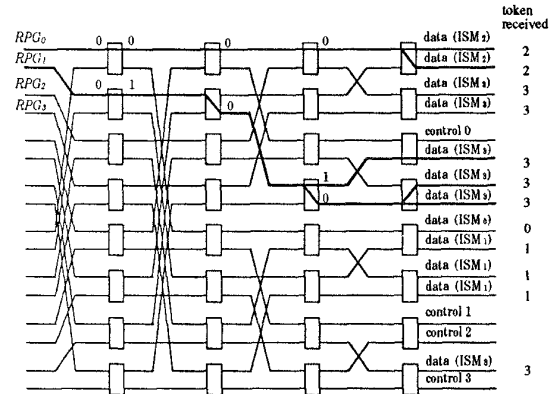 token
received
RPG₀
0 0 0 0
data (ISM₂)
2
RPG₁
data (ISM₂)
2
RPG₂
0 1
data (ISM₃)
3
RPG₃
0
data (ISM₃)
3
control 0
data (ISM₃)
3
1
data (ISM₃)
3
0
data (ISM₃)
3
data (ISM₆)
0
data (ISM₁)
1
data (ISM₁)
1
data (ISM₁)
1
control 1
control 2
data (ISM₃)
3
control 3